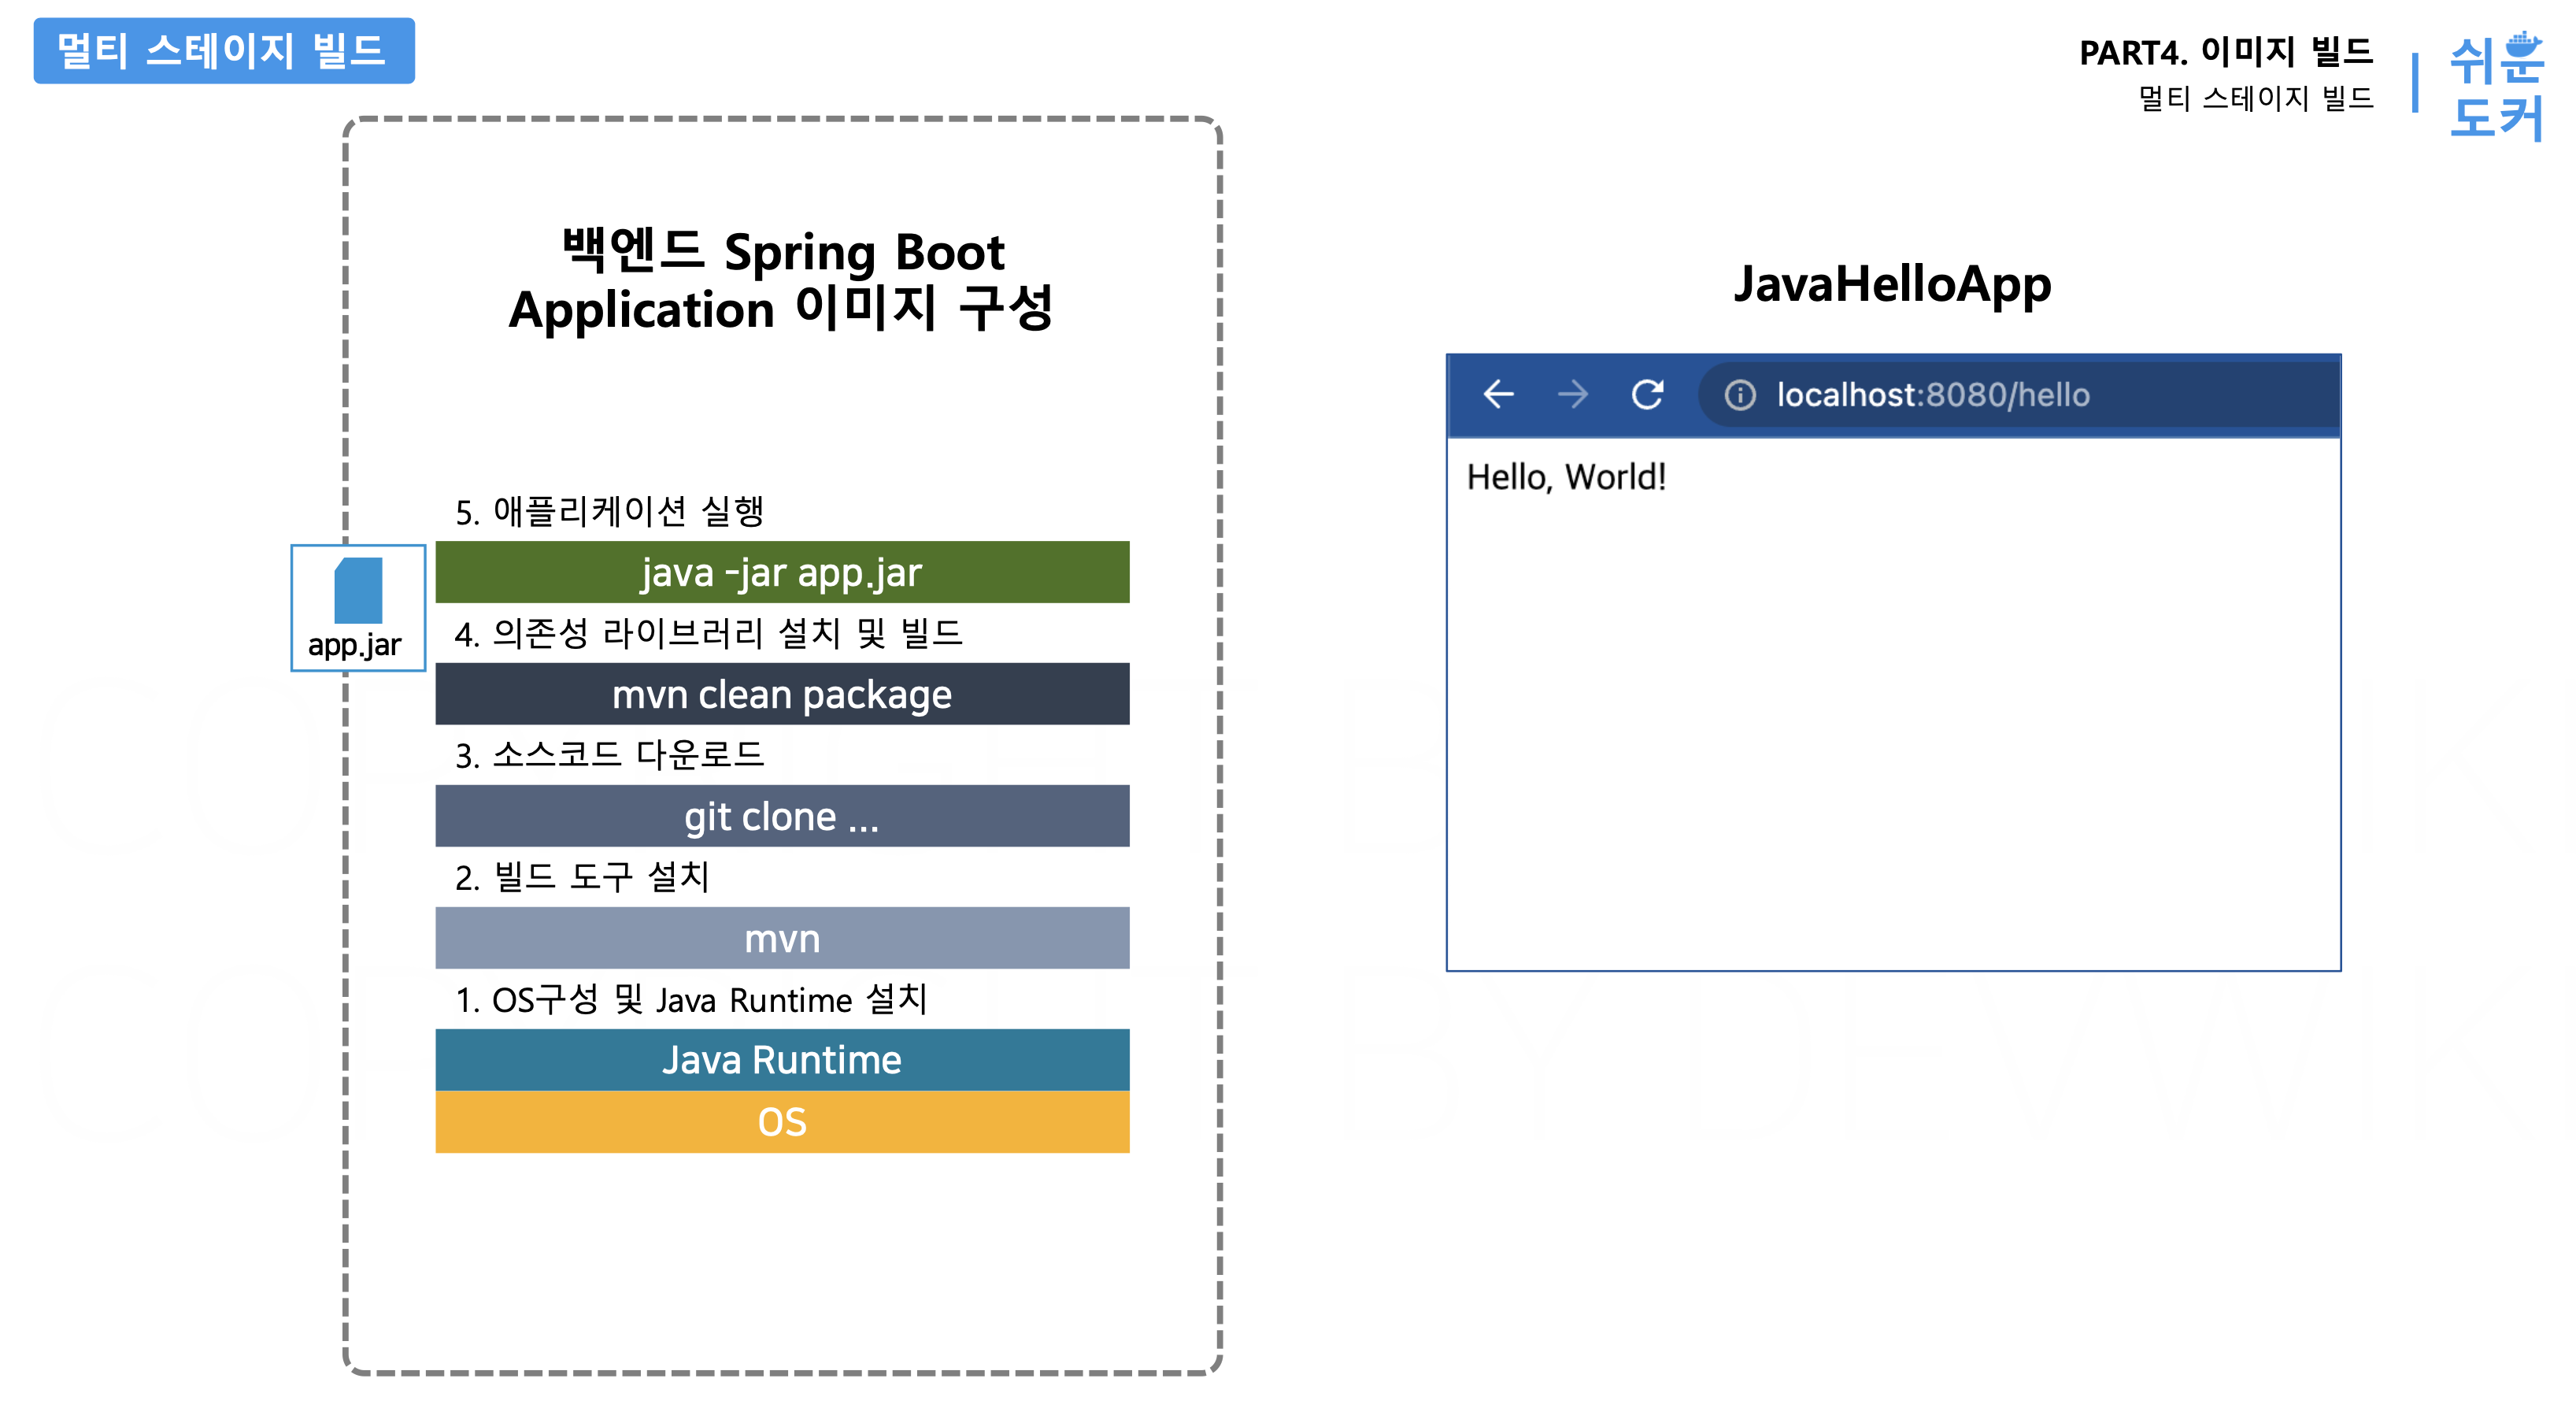 멀티 스테이지 빌드
PART4. 이미지 빌드
멀티 스테이지 빌드
쉬운
도커
백엔드 Spring Boot
Application 이미지 구성
5. 애플리케이션 실행
java -jar app.jar
app.jar
4. 의존성 라이브러리 설치 및 빌드
mvn clean package
3. 소스코드 다운로드
git clone ...
2. 빌드 도구 설치
mvn
1. OS구성 및 Java Runtime 설치
Java Runtime
OS
JavaHelloApp
localhost:8080/hello
Hello, World!